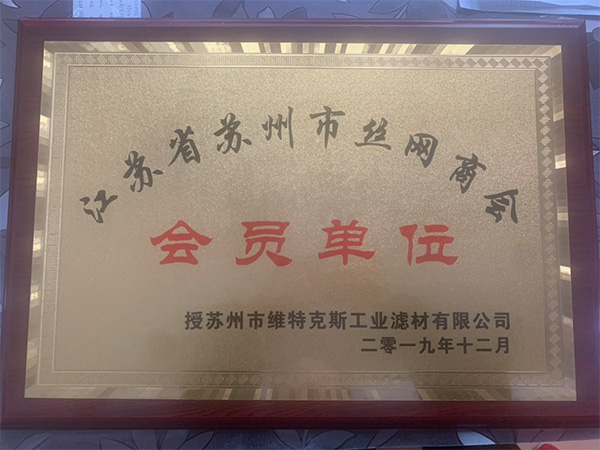 江苏省苏州市丝网商会
会员单位
授苏州市维特克斯工业滤材有限公司
二零一九年十二月